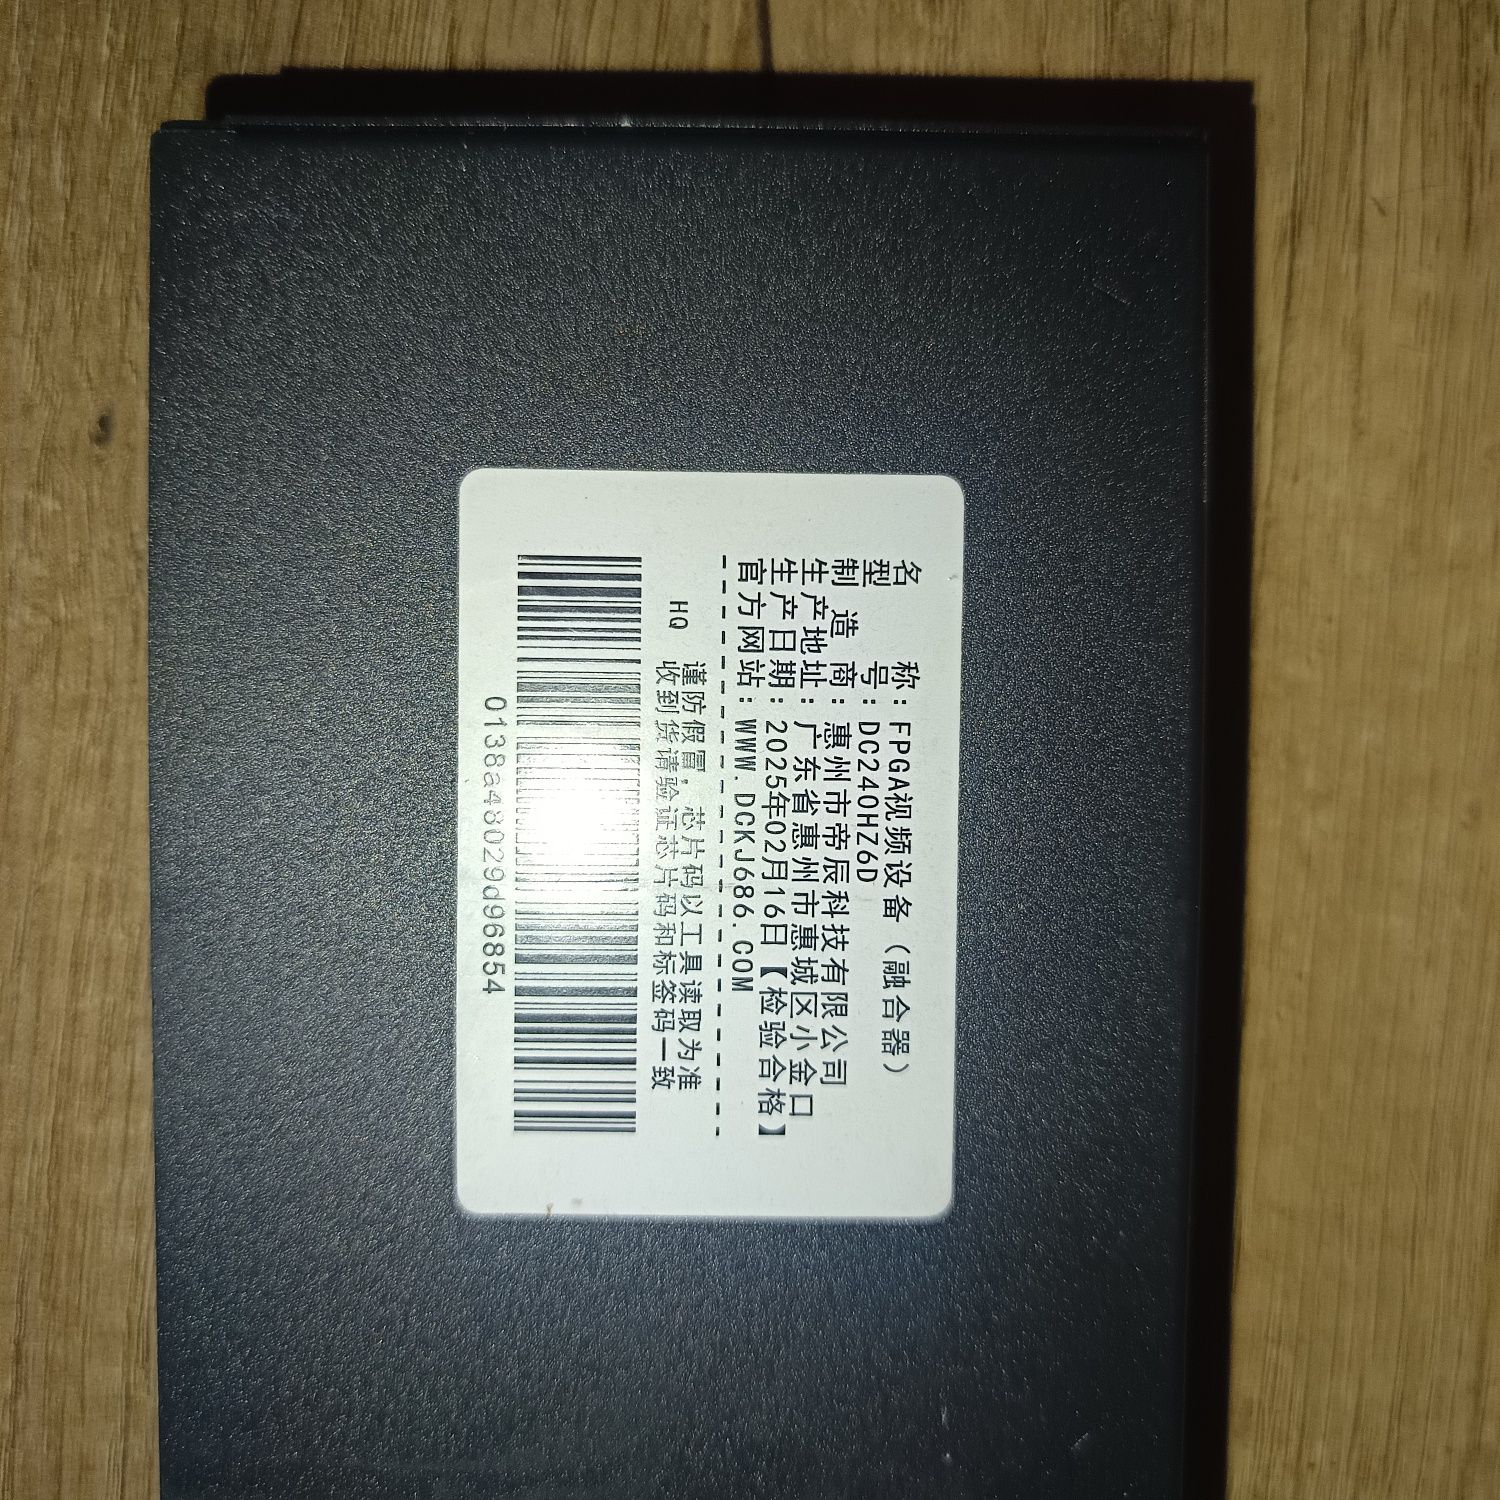 名　　称：FPGA视频设备（融合器）
型　　号：DC240HZ6D
制 造 商：惠州市帝辰科技有限公司
生产地址：广东省惠州市惠城区小金口
生产日期：2025年02月16日【检验合格】
官方网站：WWW.DCKJ686.COM
--------------------
谨防假冒，芯片码以工具读取为准
HQ 收到货请验证芯片码和标签码一致
0138a48029d96854